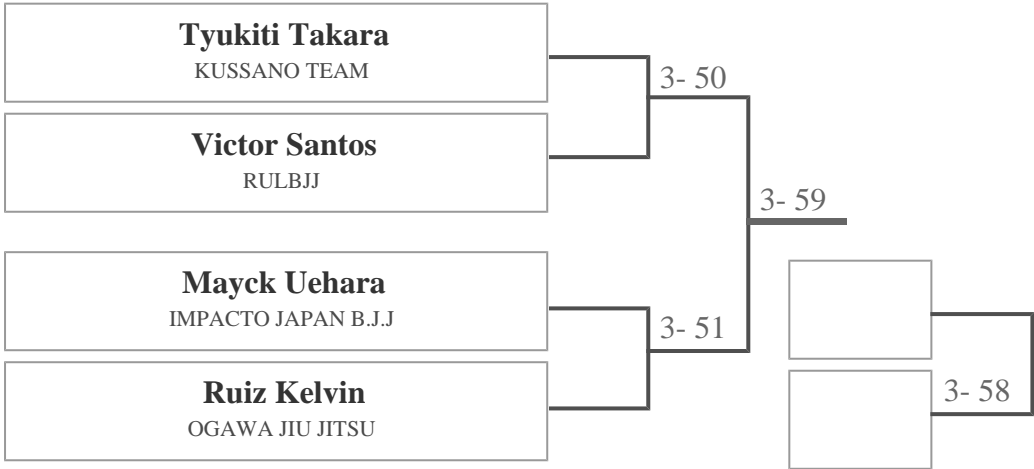 Tyukiti Takara
KUSSANO TEAM
3- 50
Victor Santos
RULBJJ
3- 59
Mayck Uehara
IMPACTO JAPAN B.J.J
3- 51
Ruiz Kelvin
OGAWA JIU JITSU
3- 58